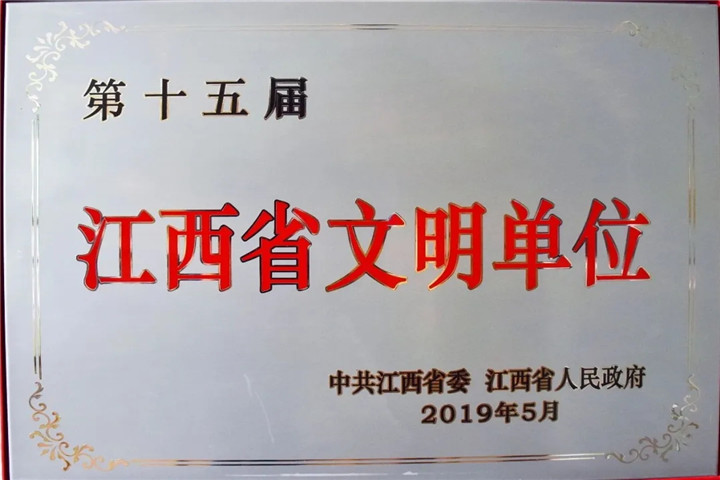 第十五届
江西省文明单位
中共江西省委 江西省人民政府
2019年5月